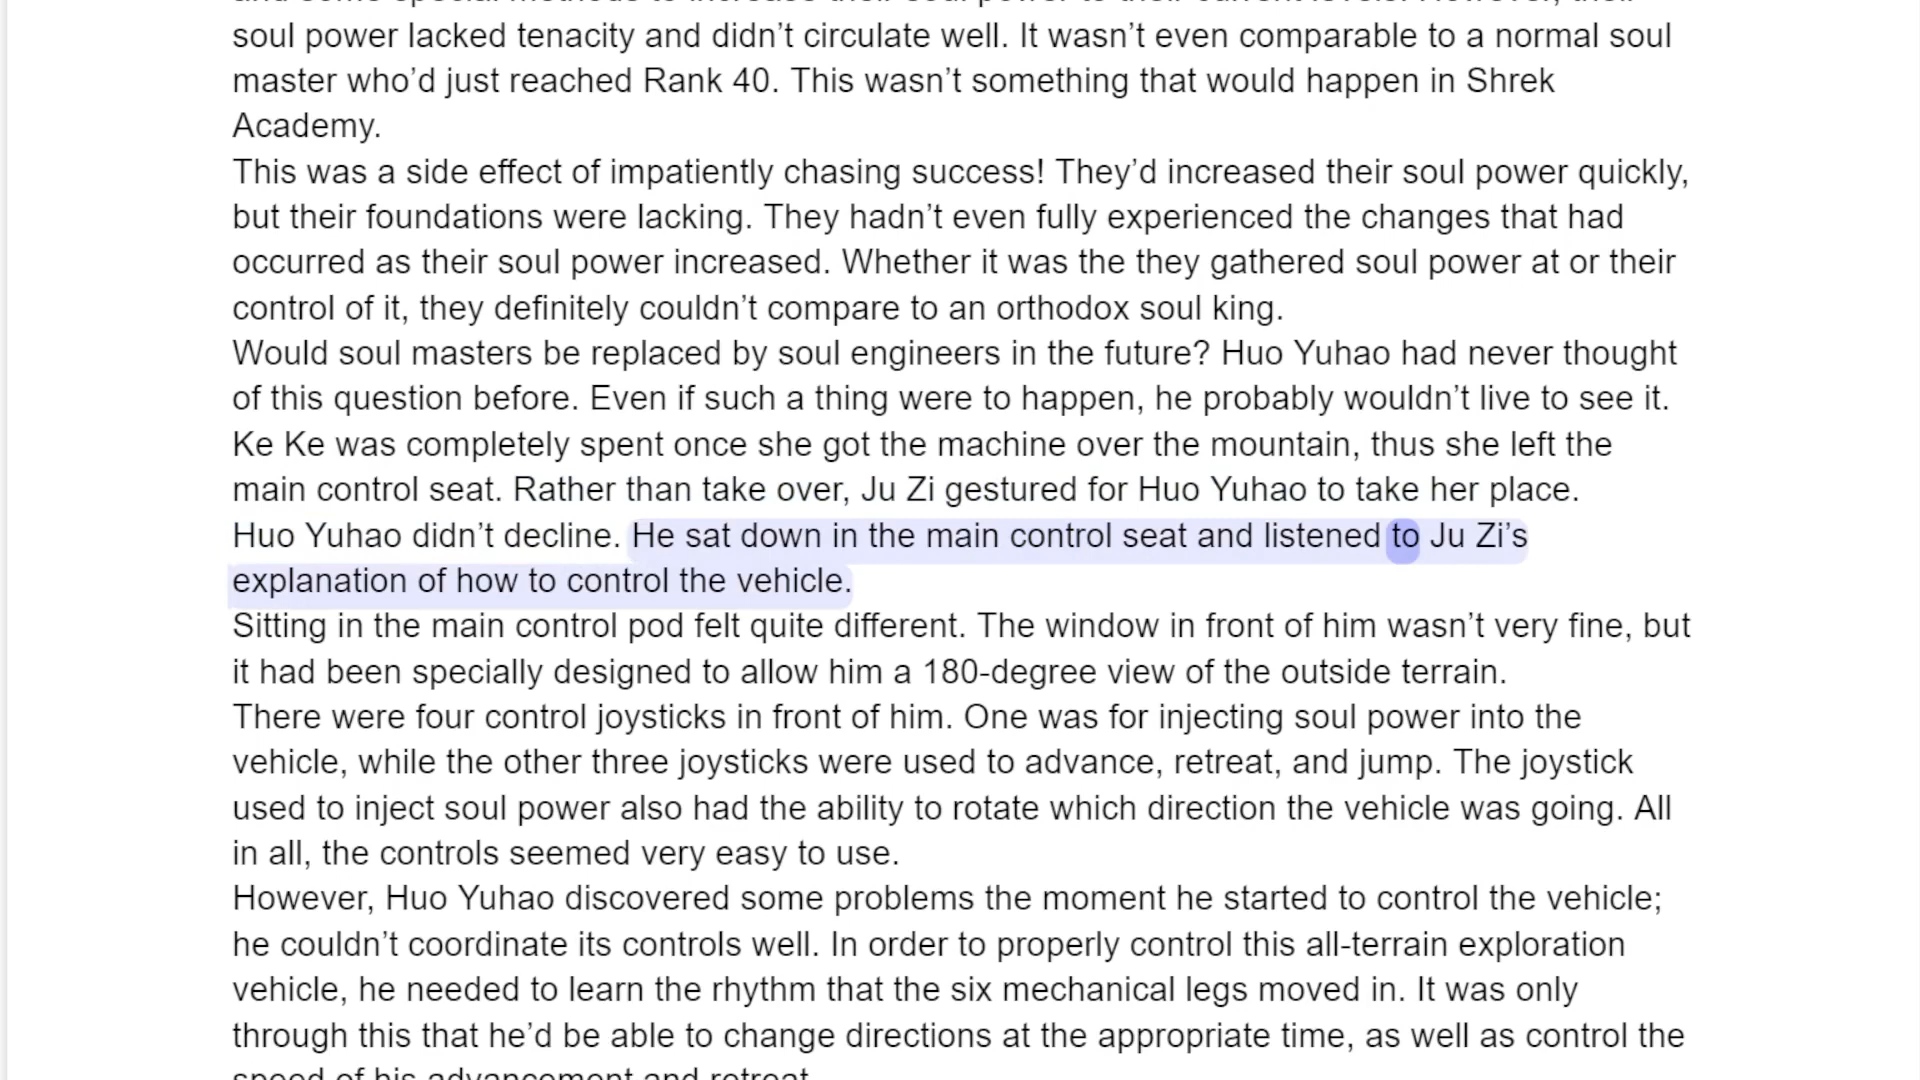 soul power lacked tenacity and didn’t circulate well. It wasn’t even comparable to a normal soul
master who’d just reached Rank 40. This wasn’t something that would happen in Shrek
Academy.
This was a side effect of impatiently chasing success! They’d increased their soul power quickly,
but their foundations were lacking. They hadn’t even fully experienced the changes that had
occurred as their soul power increased. Whether it was the they gathered soul power at or their
control of it, they definitely couldn’t compare to an orthodox soul king.
Would soul masters be replaced by soul engineers in the future? Huo Yuhao had never thought
of this question before. Even if such a thing were to happen, he probably wouldn’t live to see it.
Ke Ke was completely spent once she got the machine over the mountain, thus she left the
main control seat. Rather than take over, Ju Zi gestured for Huo Yuhao to take her place.
Huo Yuhao didn’t decline. He sat down in the main control seat and listened to Ju Zi’s
explanation of how to control the vehicle.
Sitting in the main control pod felt quite different. The window in front of him wasn’t very fine, but
it had been specially designed to allow him a 180-degree view of the outside terrain.
There were four control joysticks in front of him. One was for injecting soul power into the
vehicle, while the other three joysticks were used to advance, retreat, and jump. The joystick
used to inject soul power also had the ability to rotate which direction the vehicle was going. All
in all, the controls seemed very easy to use.
However, Huo Yuhao discovered some problems the moment he started to control the vehicle;
he couldn’t coordinate its controls well. In order to properly control this all-terrain exploration
vehicle, he needed to learn the rhythm that the six mechanical legs moved in. It was only
through this that he’d be able to change directions at the appropriate time, as well as control the
speed of his advancement and retreat.